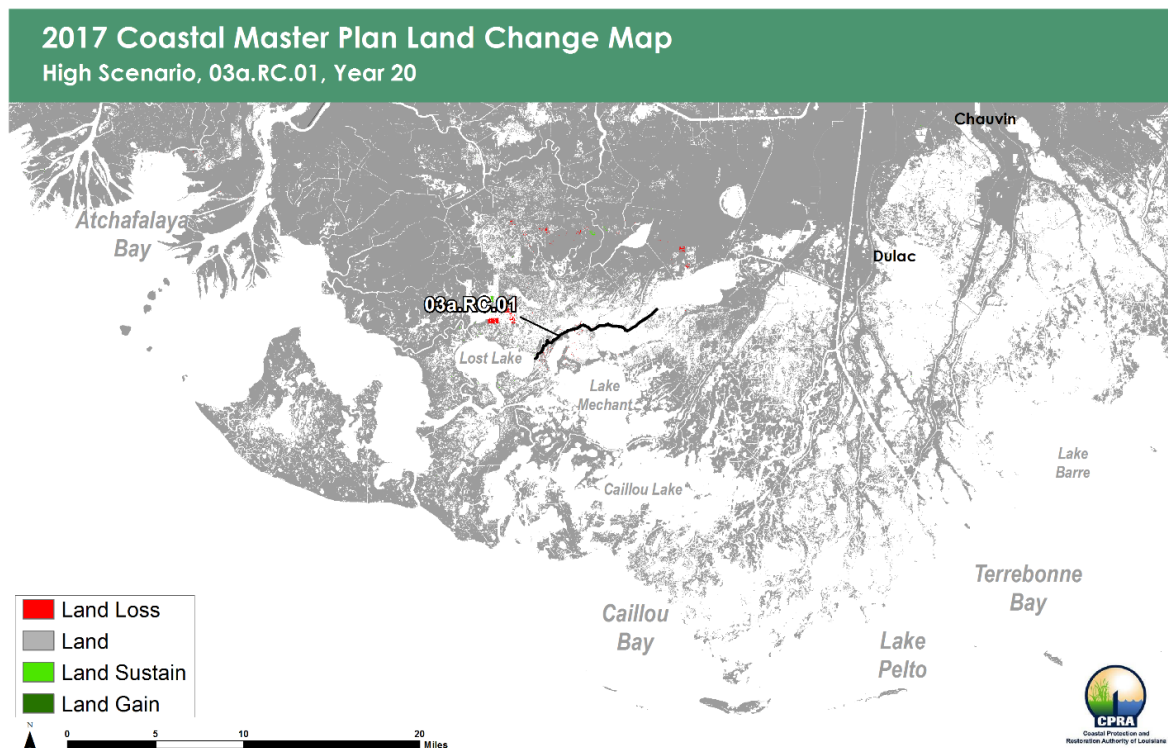 2017 Coastal Master Plan Land Change Map
High Scenario, 03a.RC.01, Year 20
Chauvin
Atchafalaya
Bay
Dulac
03a.RC.01
Lost Lake
Lake
Mechant
Lake
Barre
Caillou Lake
Terrebonne
Bay
Caillou
Bay
Lake
Pelto
Land Loss
Land
Land Sustain
Land Gain
N
0 5 10 20
Miles
CPRA
Coastal Protection and
Restoration Authority of Louisiana